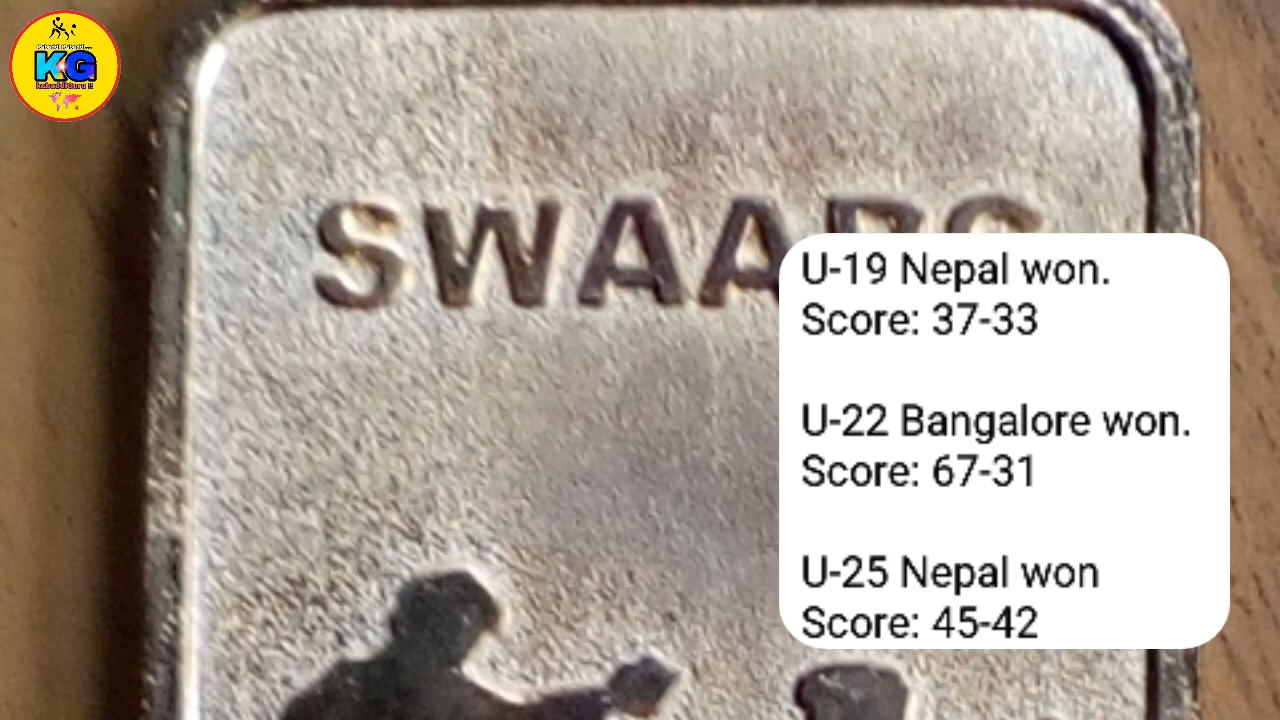 KG
U-19 Nepal won.
Score: 37-33
U-22 Bangalore won.
Score: 67-31
U-25 Nepal won
Score: 45-42